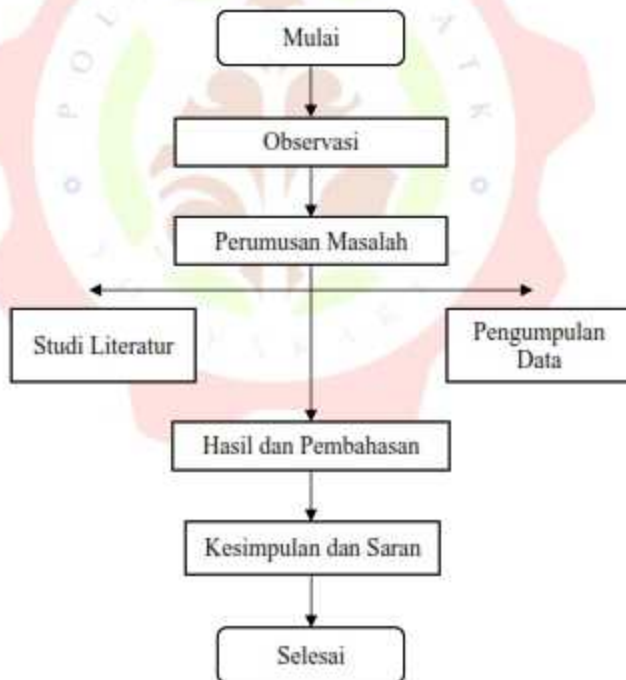 Mulai
Observasi
Perumusan Masalah
Studi Literatur
Pengumpulan
Data
Hasil dan Pembahasan
Kesimpulan dan Saran
Selesai